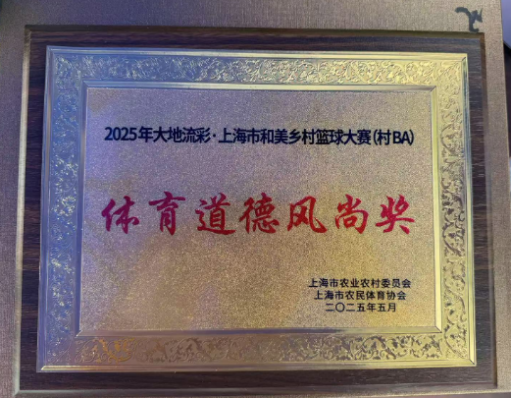 2025年大地流彩·上海市和美乡村篮球大赛(村BA)
体育道德风尚奖
上海市农业农村委员会
上海市农民体育协会
二〇二五年五月